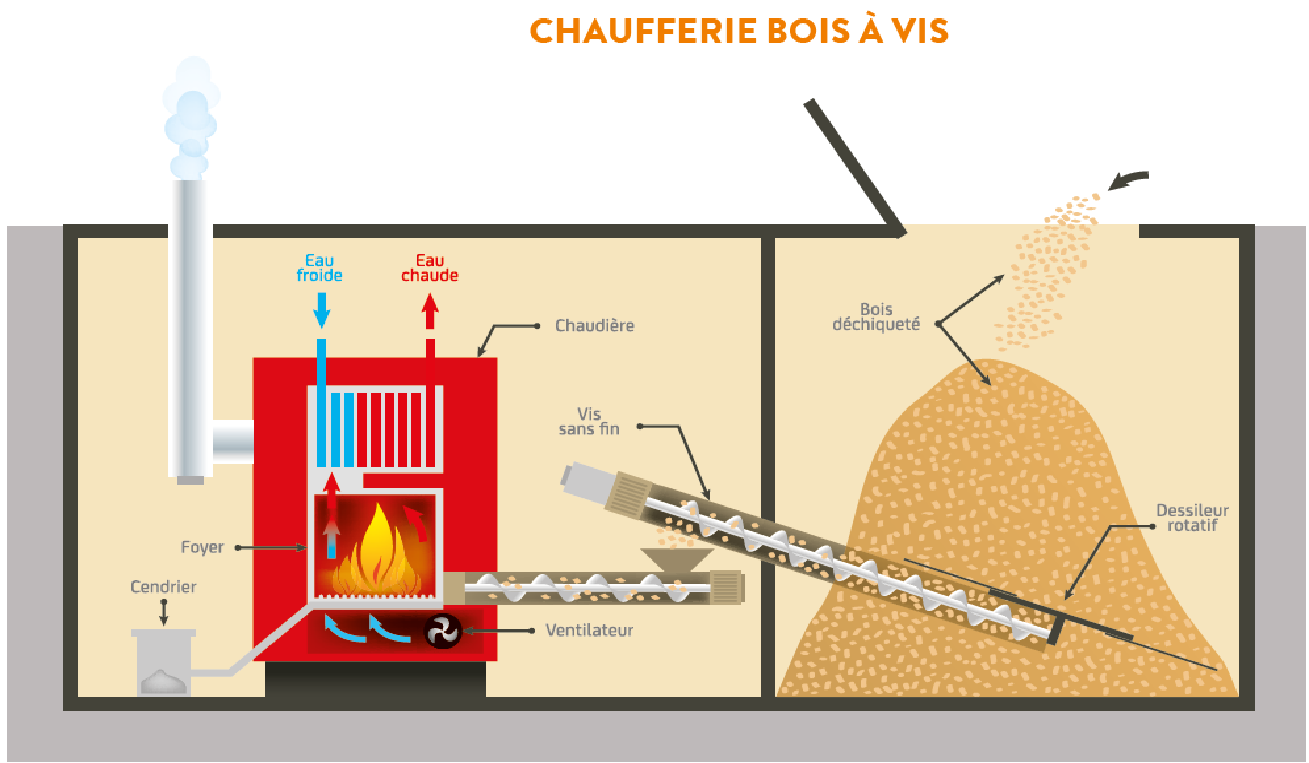 CHAUFFERIE BOIS À VIS
Eau
froide
Eau
chaude
Chaudière
Bois
déchiqueté
Vis
sans fin
Dessileur
rotatif
Foyer
Cendrier
Ventilateur